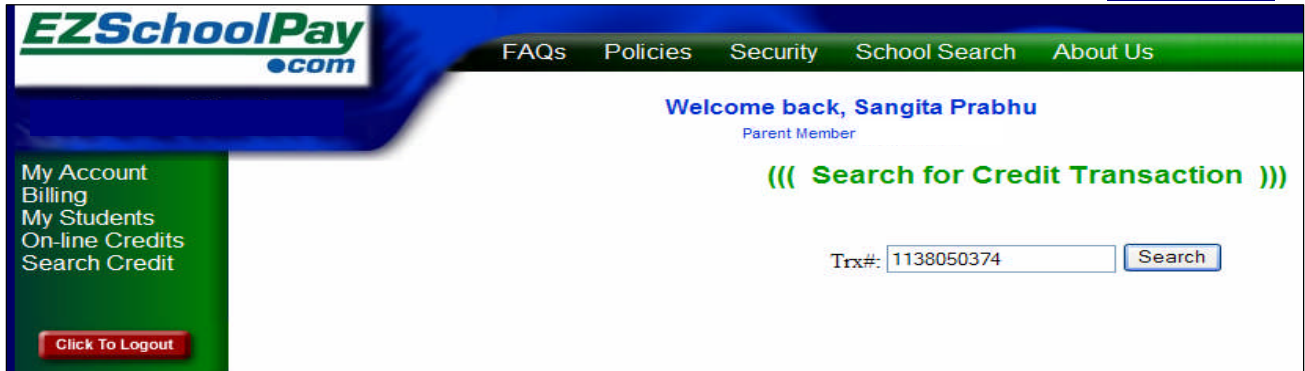 EZSchoolPay
●com
FAQs Policies Security School Search About Us
Welcome back, Sangita Prabhu
Parent Member
My Account
Billing
My Students
On-line Credits
Search Credit
Click To Logout
((( Search for Credit Transaction )))
Trx#: 1138050374 Search